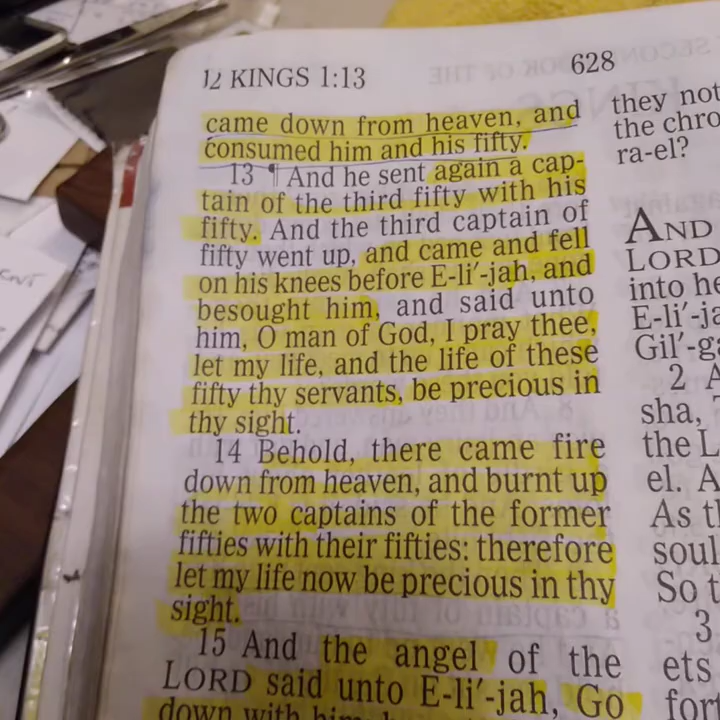 12 KINGS 1:13
628
came down from heaven, and
consumed him and his fifty.
13 ¶ And he sent again a cap-
tain of the third fifty with his
fifty. And the third captain of
fifty went up, and came and fell
on his knees before E-li′-jah, and
besought him, and said unto
him, O man of God, I pray thee,
let my life, and the life of these
fifty thy servants, be precious in
thy sight.
14 Behold, there came fire
down from heaven, and burnt up
the two captains of the former
fifties with their fifties: therefore
let my life now be precious in thy
sight.
15 And the angel of the
LORD said unto E-li′-jah, Go
down with him
they not
the chro
ra-el?
AND
LORD
into he
E-li′-ja
Gil′-ga
2 A
sha,
the L
el. A
As th
soul
So t
3
ets
for